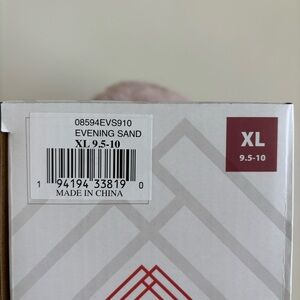 08594EVS910
EVENING SAND
XL 9.5-10
1 94194 33819 0
MADE IN CHINA
XL
9.5-10